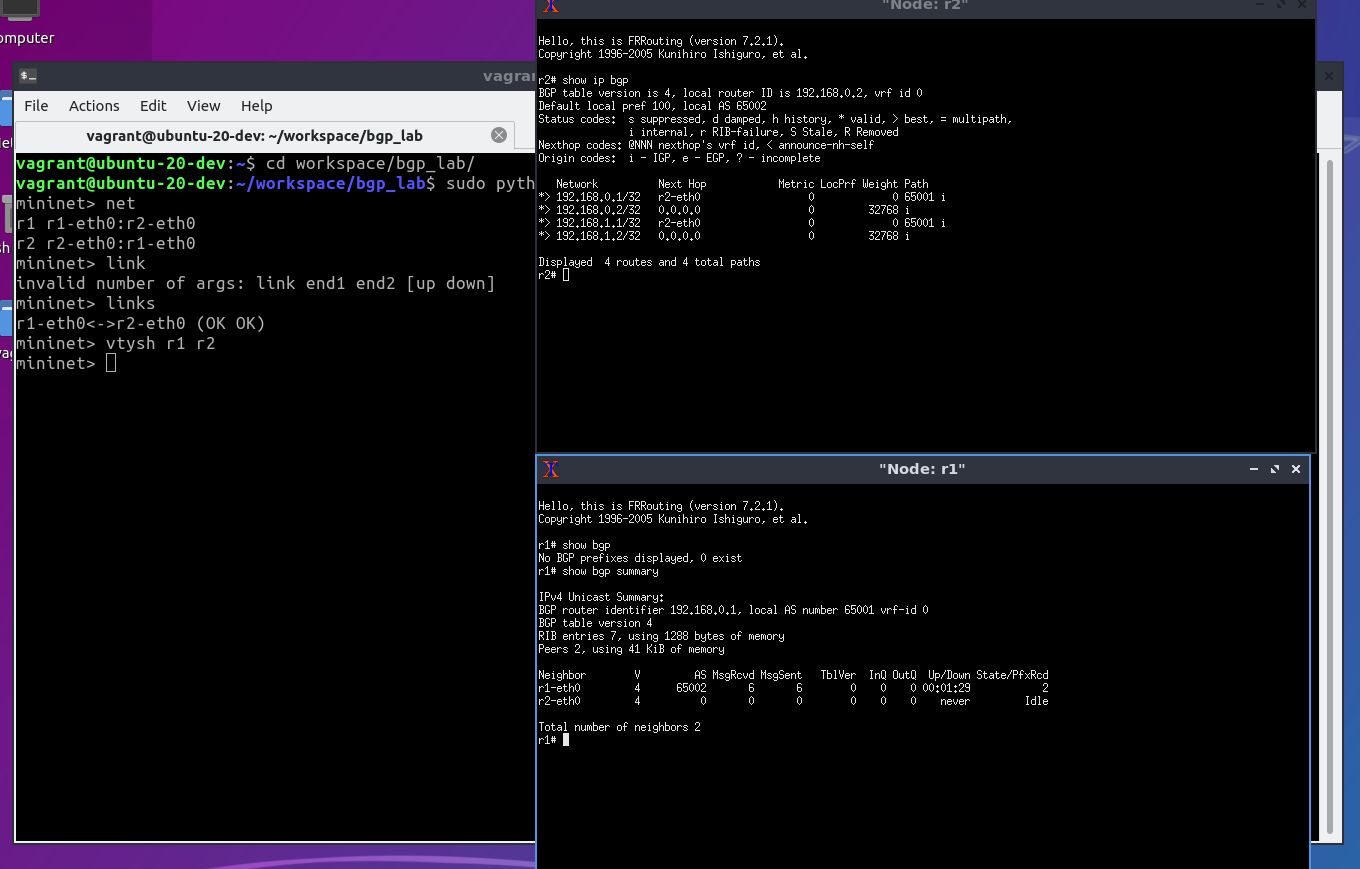 omputer
vagra
File Actions Edit View Help
vagrant@ubuntu-20-dev: ~/workspace/bgp_lab
vagrant@ubuntu-20-dev:~$ cd workspace/bgp_lab/
vagrant@ubuntu-20-dev:~/workspace/bgp_lab$ sudo pyth
mininet> net
r1 r1-eth0:r2-eth0
r2 r2-eth0:r1-eth0
mininet> link
invalid number of args: link end1 end2 [up down]
mininet> links
r1-eth0<->r2-eth0 (OK OK)
mininet> vtysh r1 r2
mininet>
"Node: r2"
Hello, this is FRRouting (version 7.2.1).
Copyright 1996-2005 Kunihiro Ishiguro, et al.
r2# show ip bgp
BGP table version is 4, local router ID is 192.168.0.2, vrf id 0
Default local pref 100, local AS 65002
Status codes:  s suppressed, d damped, h history, * valid, > best, = multipath,
               i internal, r RIB-failure, S Stale, R Removed
Nexthop codes: @NNN nexthop's vrf id, < announce-nh-self
Origin codes:  i - IGP, e - EGP, ? - incomplete
   Network          Next Hop            Metric LocPrf Weight Path
*> 192.168.0.1/32   r2-eth0                  0             0 65001 i
*> 192.168.0.2/32   0.0.0.0                  0         32768 i
*> 192.168.1.1/32   r2-eth0                  0             0 65001 i
*> 192.168.1.2/32   0.0.0.0                  0         32768 i
Displayed  4 routes and 4 total paths
r2#
"Node: r1"
Hello, this is FRRouting (version 7.2.1).
Copyright 1996-2005 Kunihiro Ishiguro, et al.
r1# show bgp
No BGP prefixes displayed, 0 exist
r1# show bgp summary
IPv4 Unicast Summary:
BGP router identifier 192.168.0.1, local AS number 65001 vrf-id 0
BGP table version 4
RIB entries 7, using 1288 bytes of memory
Peers 2, using 41 KiB of memory
Neighbor        V         AS MsgRcvd MsgSent   TblVer  InQ OutQ  Up/Down State/PfxRcd
r1-eth0         4      65002       6       6        0    0    0 00:01:29            2
r2-eth0         4          0       0       0        0    0    0    never         Idle
Total number of neighbors 2
r1#